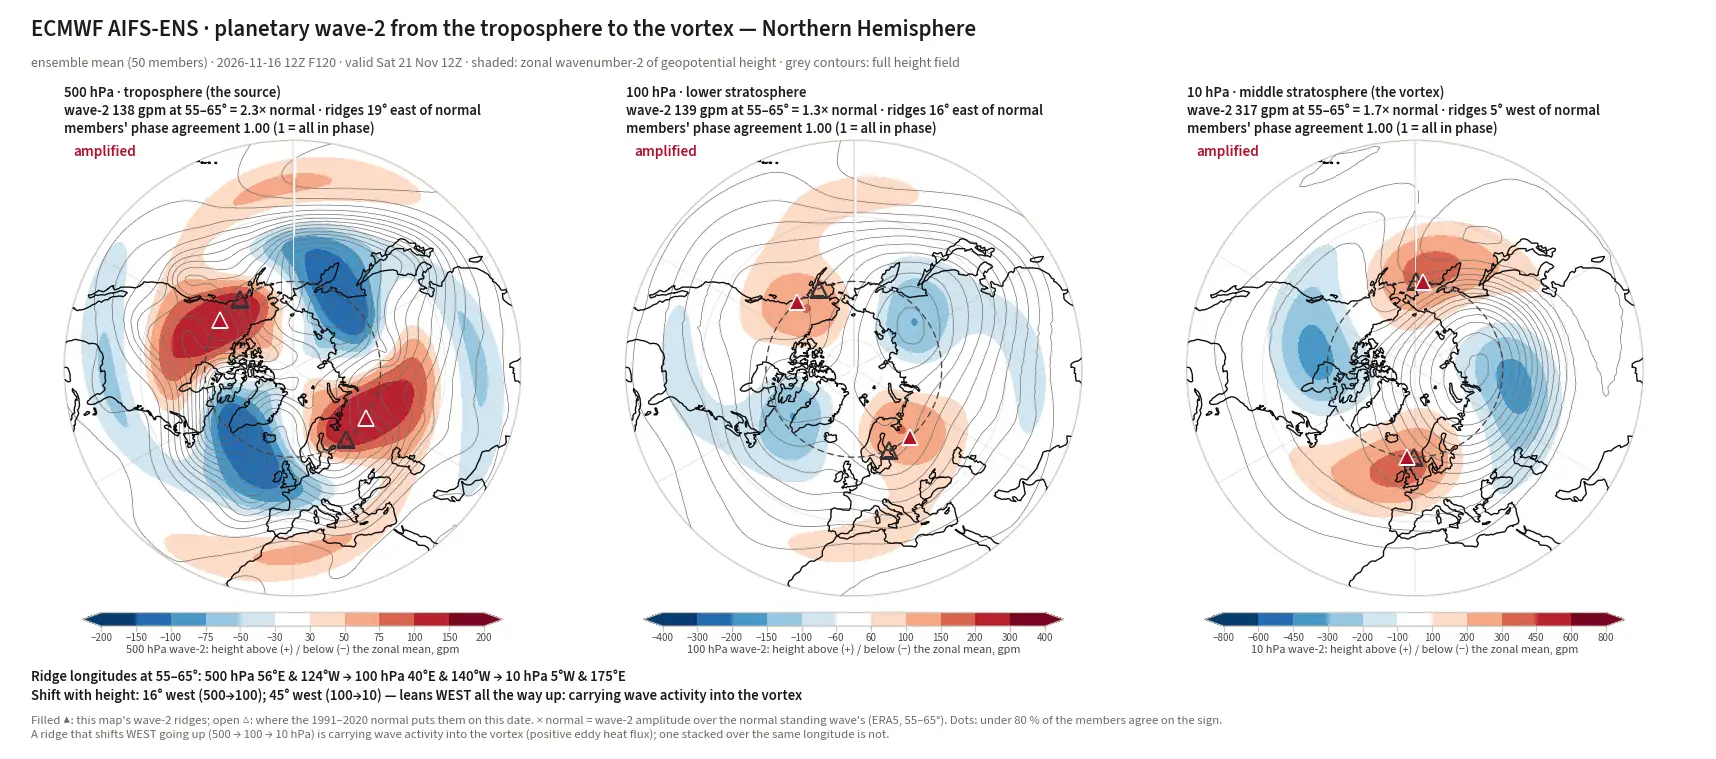 ECMWF AIFS-ENS · planetary wave-2 from the troposphere to the vortex — Northern Hemisphere
ensemble mean (50 members) · 2026-11-16 12Z F120 · valid Sat 21 Nov 12Z · shaded: zonal wavenumber-2 of geopotential height · grey contours: full height field
500 hPa · troposphere (the source)
wave-2 138 gpm at 55–65° = 2.3× normal · ridges 19° east of normal
members' phase agreement 1.00 (1 = all in phase)
amplified
100 hPa · lower stratosphere
wave-2 139 gpm at 55–65° = 1.3× normal · ridges 16° east of normal
members' phase agreement 1.00 (1 = all in phase)
amplified
10 hPa · middle stratosphere (the vortex)
wave-2 317 gpm at 55–65° = 1.7× normal · ridges 5° west of normal
members' phase agreement 1.00 (1 = all in phase)
amplified
−200 −150 −100 −75 −50 −30 30 50 75 100 150 200
500 hPa wave-2: height above (+) / below (−) the zonal mean, gpm
−400 −300 −200 −150 −100 −60 60 100 150 200 300 400
100 hPa wave-2: height above (+) / below (−) the zonal mean, gpm
−800 −600 −450 −300 −200 −100 100 200 300 450 600 800
10 hPa wave-2: height above (+) / below (−) the zonal mean, gpm
Ridge longitudes at 55–65°: 500 hPa 56°E & 124°W → 100 hPa 40°E & 140°W → 10 hPa 5°W & 175°E
Shift with height: 16° west (500→100); 45° west (100→10) — leans WEST all the way up: carrying wave activity into the vortex
Filled ▲: this map's wave-2 ridges; open △: where the 1991–2020 normal puts them on this date. × normal = wave-2 amplitude over the normal standing wave's (ERA5, 55–65°). Dots: under 80 % of the members agree on the sign.
A ridge that shifts WEST going up (500 → 100 → 10 hPa) is carrying wave activity into the vortex (positive eddy heat flux); one stacked over the same longitude is not.